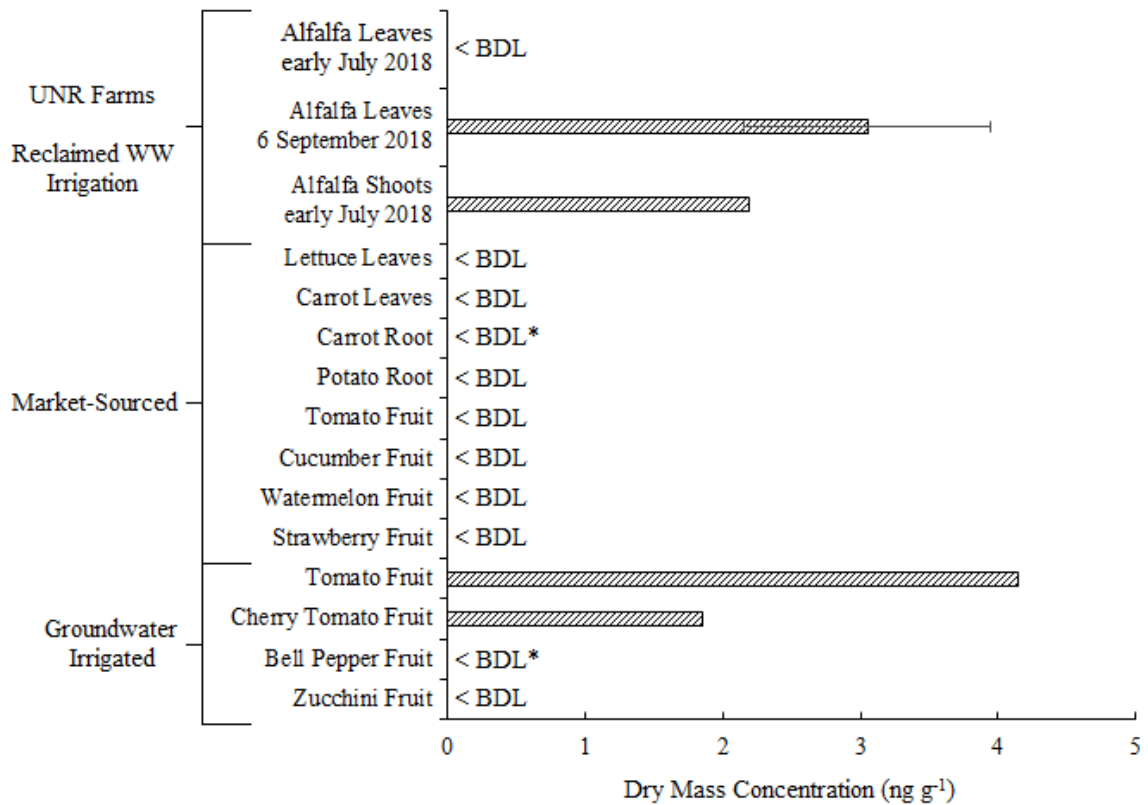 UNR Farms
Reclaimed WW
Irrigation
Market-Sourced
Groundwater
Irrigated
Alfalfa Leaves
early July 2018
< BDL
Alfalfa Leaves
6 September 2018
Alfalfa Shoots
early July 2018
Lettuce Leaves < BDL
Carrot Leaves < BDL
Carrot Root < BDL*
Potato Root < BDL
Tomato Fruit < BDL
Cucumber Fruit < BDL
Watermelon Fruit < BDL
Strawberry Fruit < BDL
Tomato Fruit
Cherry Tomato Fruit
Bell Pepper Fruit < BDL*
Zucchini Fruit < BDL
0 1 2 3 4 5
Dry Mass Concentration (ng g⁻¹)